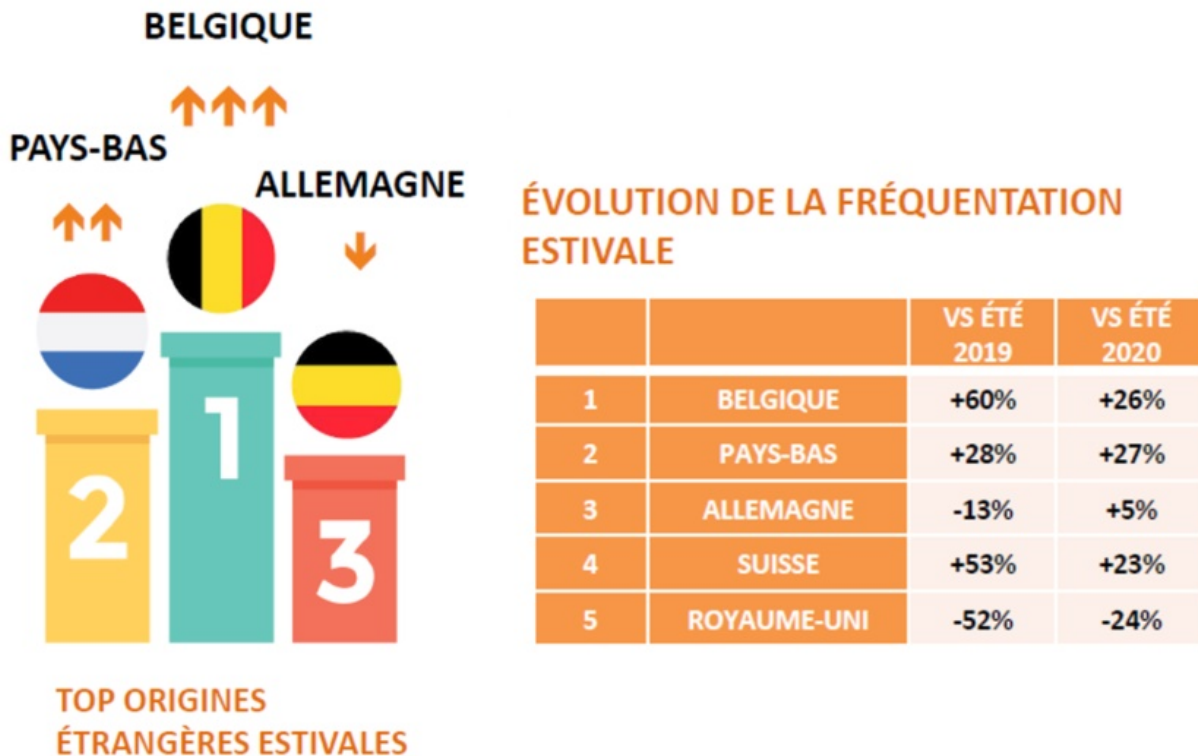 BELGIQUE
PAYS-BAS
ALLEMAGNE
2
1
3
TOP ORIGINES
ÉTRANGÈRES ESTIVALES
ÉVOLUTION DE LA FRÉQUENTATION
ESTIVALE
VS ÉTÉ 2019 VS ÉTÉ 2020
1 BELGIQUE +60% +26%
2 PAYS-BAS +28% +27%
3 ALLEMAGNE -13% +5%
4 SUISSE +53% +23%
5 ROYAUME-UNI -52% -24%